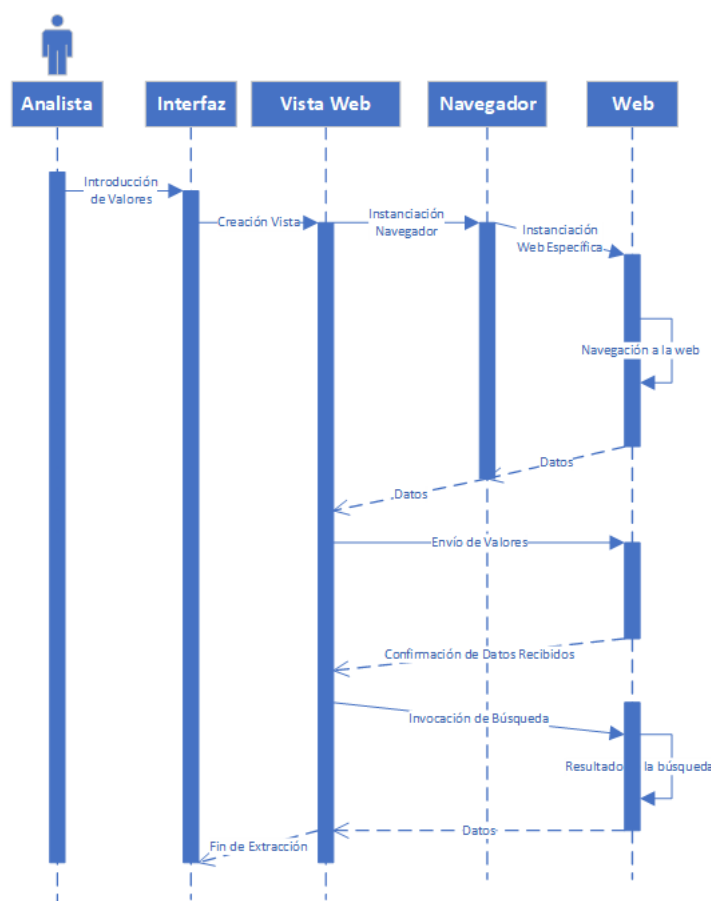 Analista
Interfaz
Vista Web
Navegador
Web
Introducción
de Valores
Creación Vista
Instanciación
Navegador
Instanciación
Web Específica
Navegación a la web
Datos
Datos
Envío de Valores
Confirmación de Datos Recibidos
Invocación de Búsqueda
Resultado la búsqueda
Datos
Fin de Extracción